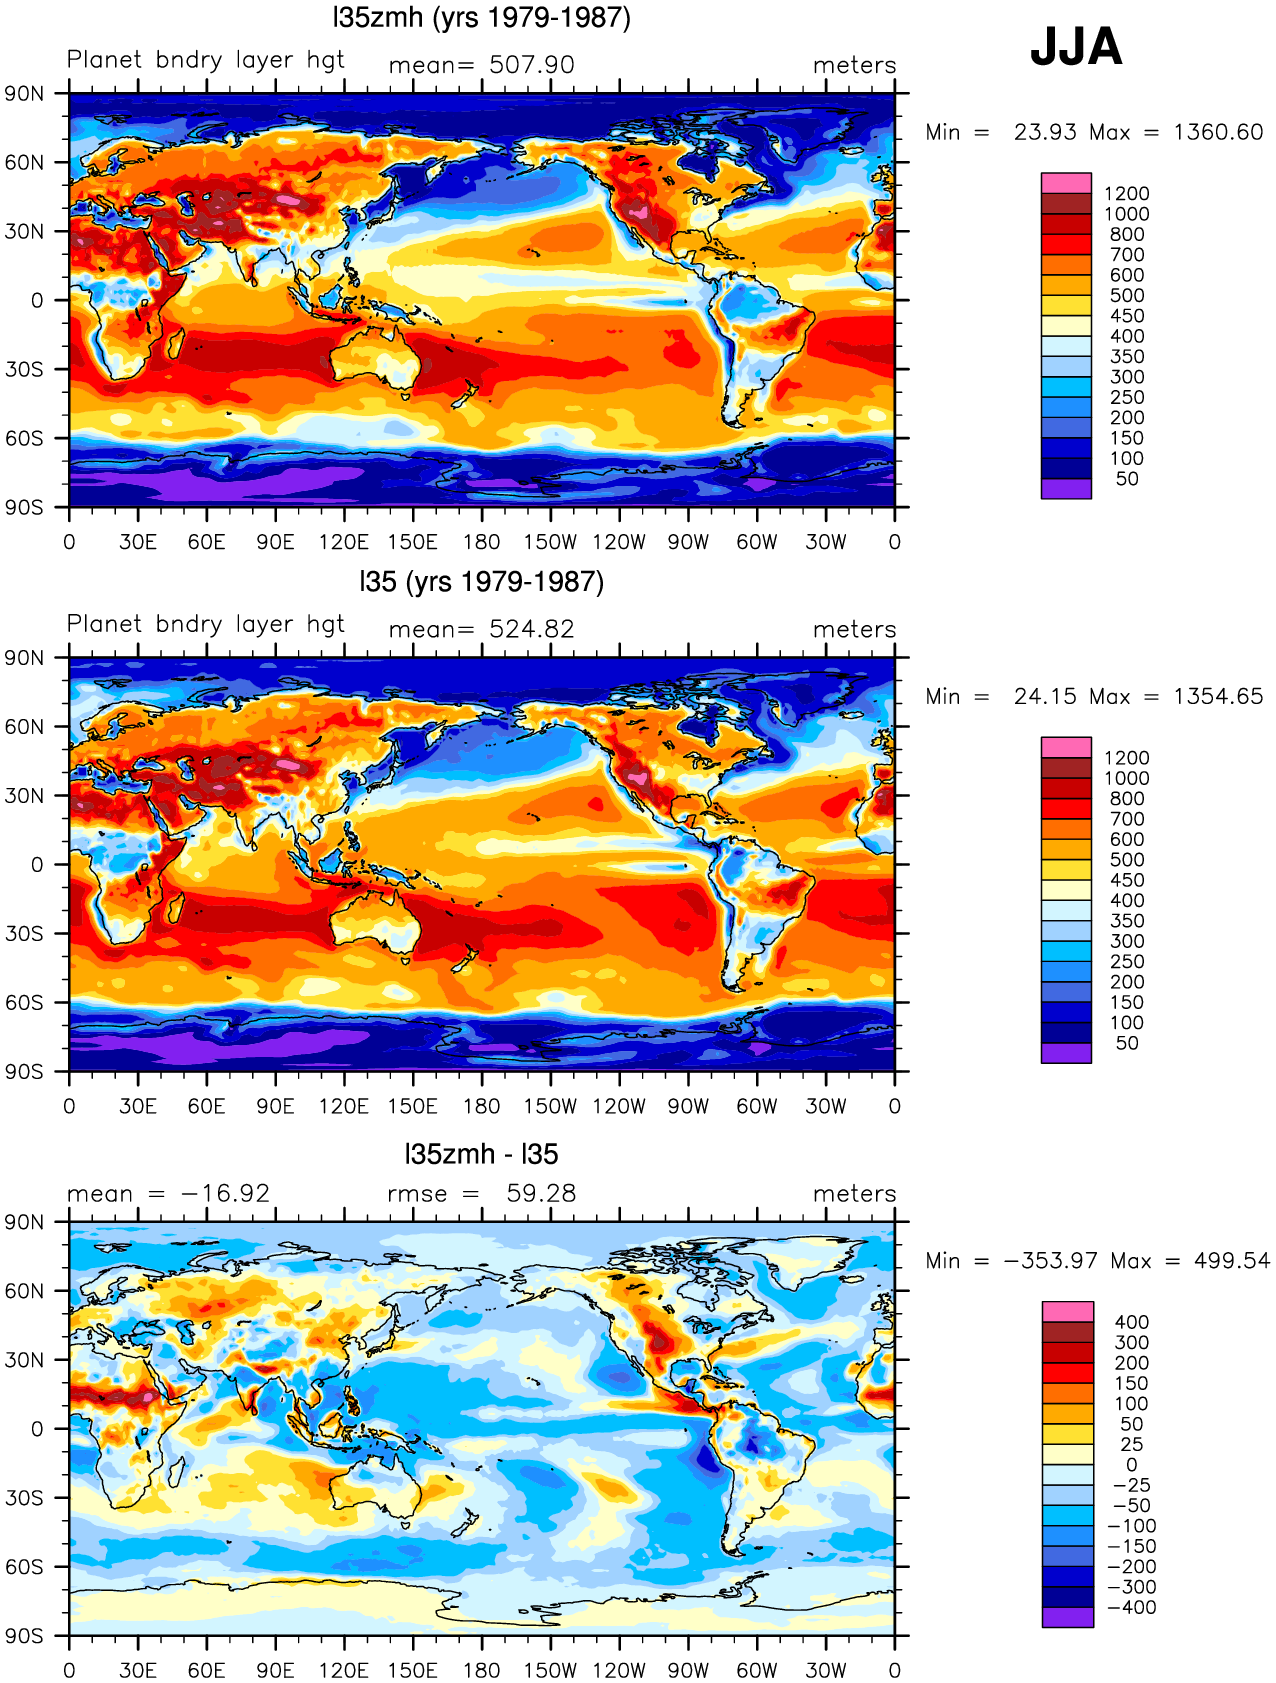 l35zmh (yrs 1979-1987)
JJA
Planet bndry layer hgt mean= 507.90 meters
Min = 23.93 Max = 1360.60
90N
60N
30N
0
30S
60S
90S
0 30E 60E 90E 120E 150E 180 150W 120W 90W 60W 30W 0
1200
1000
800
700
600
500
450
400
350
300
250
200
150
100
50
l35 (yrs 1979-1987)
Planet bndry layer hgt mean= 524.82 meters
Min = 24.15 Max = 1354.65
90N
60N
30N
0
30S
60S
90S
0 30E 60E 90E 120E 150E 180 150W 120W 90W 60W 30W 0
1200
1000
800
700
600
500
450
400
350
300
250
200
150
100
50
l35zmh - l35
mean = −16.92 rmse = 59.28 meters
Min = −353.97 Max = 499.54
90N
60N
30N
0
30S
60S
90S
0 30E 60E 90E 120E 150E 180 150W 120W 90W 60W 30W 0
400
300
200
150
100
50
25
0
−25
−50
−100
−150
−200
−300
−400